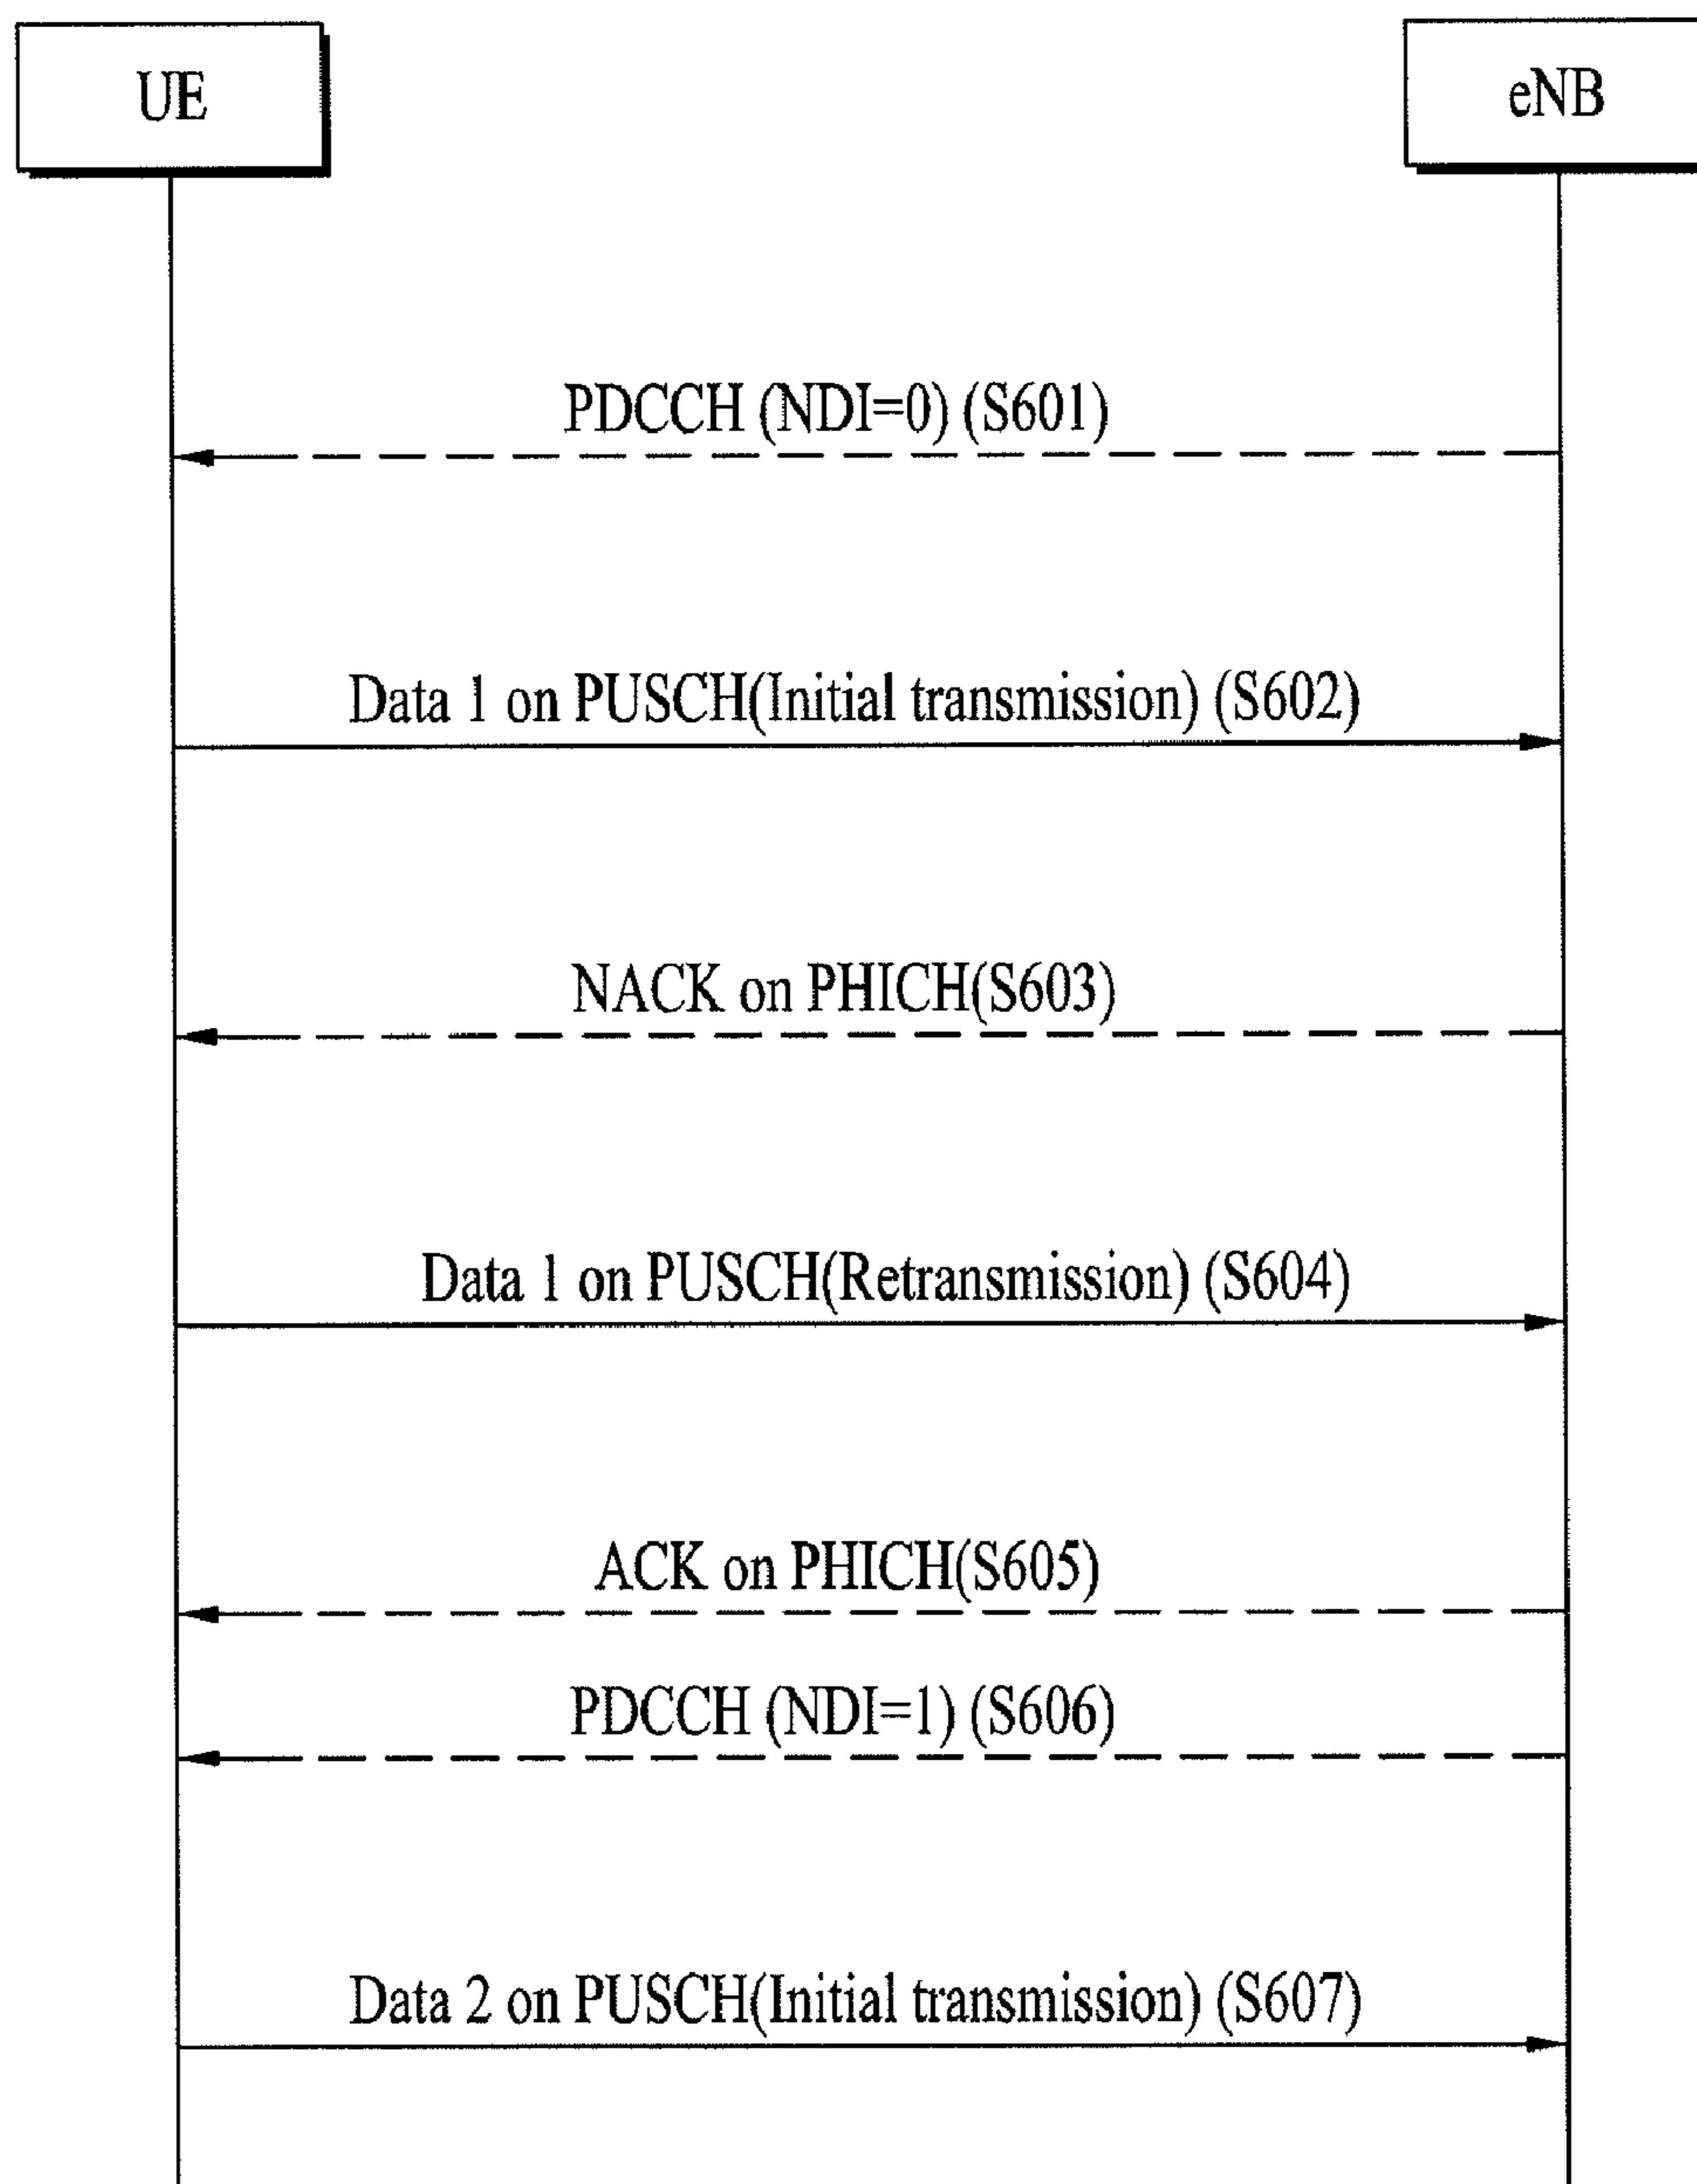 UE
eNB
PDCCH (NDI=0) (S601)
Data 1 on PUSCH(Initial transmission) (S602)
NACK on PHICH(S603)
Data 1 on PUSCH(Retransmission) (S604)
ACK on PHICH(S605)
PDCCH (NDI=1) (S606)
Data 2 on PUSCH(Initial transmission) (S607)